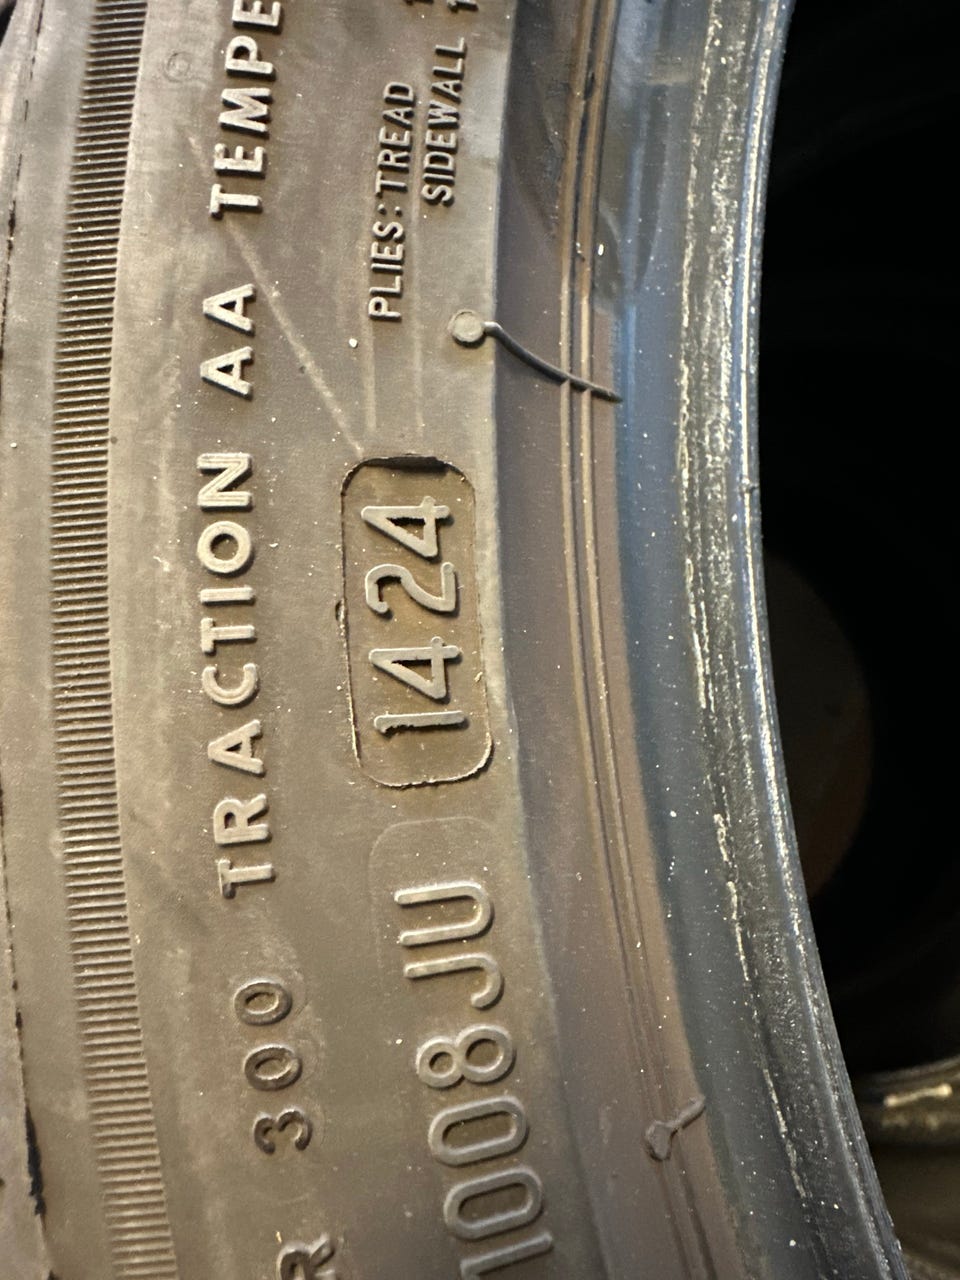 R 300 TRACTION AA TEMPE
PLIES: TREAD
SIDEWALL
1008JU 1424